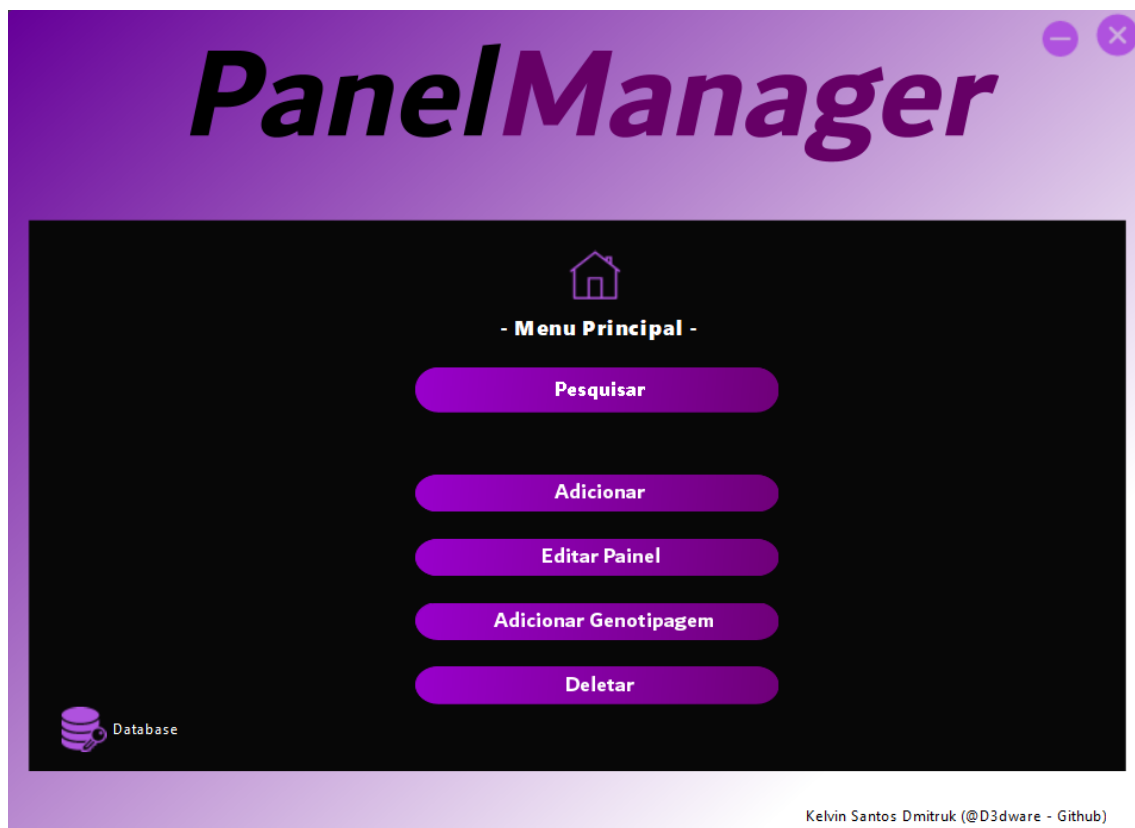 PanelManager
- Menu Principal -
Pesquisar
Adicionar
Editar Painel
Adicionar Genotipagem
Deletar
Database
Kelvin Santos Dmitruk (@D3dware - Github)